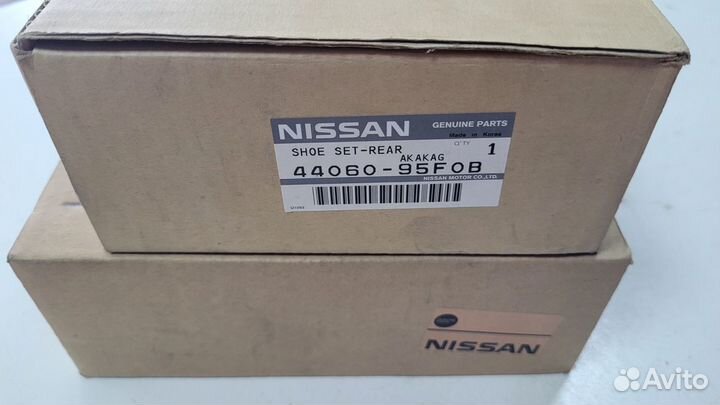 NISSAN
GENUINE PARTS
Made in Korea
SHOE SET-REAR
Q'TY 1
AKAKAG
44060-95F0B
NISSAN MOTOR CO.,LTD.
NISSAN
Avito